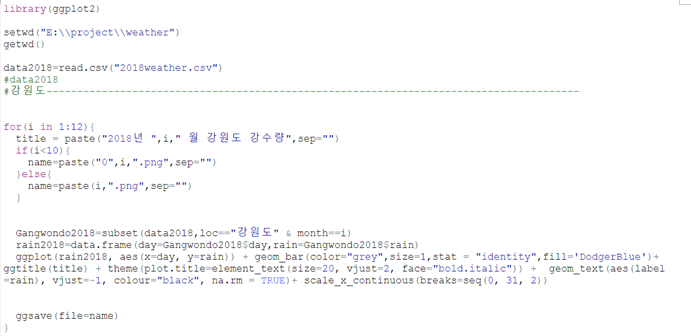 library(ggplot2)
setwd("E:\\project\\weather")
getwd()
data2018=read.csv("2018weather.csv")
#data2018
#강원도----------------------------------------------------------------------------------------
for(i in 1:12){
title = paste("2018년 ",i," 월 강원도 강수량",sep="")
if(i<10){
name=paste("0",i,".png",sep="")
}else{
name=paste(i,".png",sep="")
}
Gangwondo2018=subset(data2018,loc=="강원도" & month==i)
rain2018=data.frame(day=Gangwondo2018$day,rain=Gangwondo2018$rain)
ggplot(rain2018, aes(x=day, y=rain)) + geom_bar(color="grey",size=1,stat = "identity",fill='DodgerBlue')+
ggtitle(title) + theme(plot.title=element_text(size=20, vjust=2, face="bold.italic")) +  geom_text(aes(label
=rain), vjust=-1, colour="black", na.rm = TRUE)+ scale_x_continuous(breaks=seq(0, 31, 2))
ggsave(file=name)
}